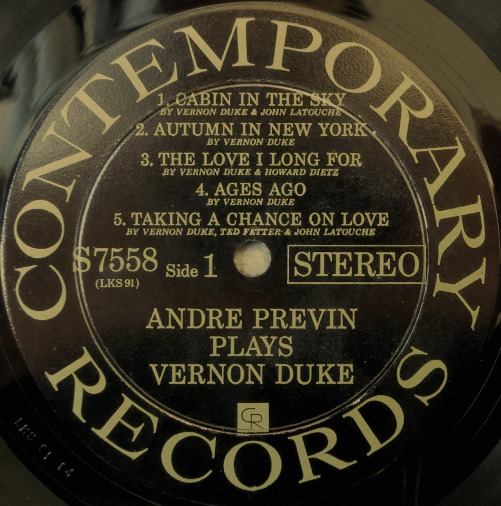 CONTEMPORARY
1. CABIN IN THE SKY
BY VERNON DUKE & JOHN LATOUCHE
2. AUTUMN IN NEW YORK
BY VERNON DUKE
3. THE LOVE I LONG FOR
BY VERNON DUKE & HOWARD DIETZ
4. AGES AGO
BY VERNON DUKE
5. TAKING A CHANCE ON LOVE
BY VERNON DUKE, TED FETTER & JOHN LATOUCHE
S7558 Side 1 STEREO
(LKS 91)
ANDRE PREVIN
PLAYS
VERNON DUKE
CR
RECORDS